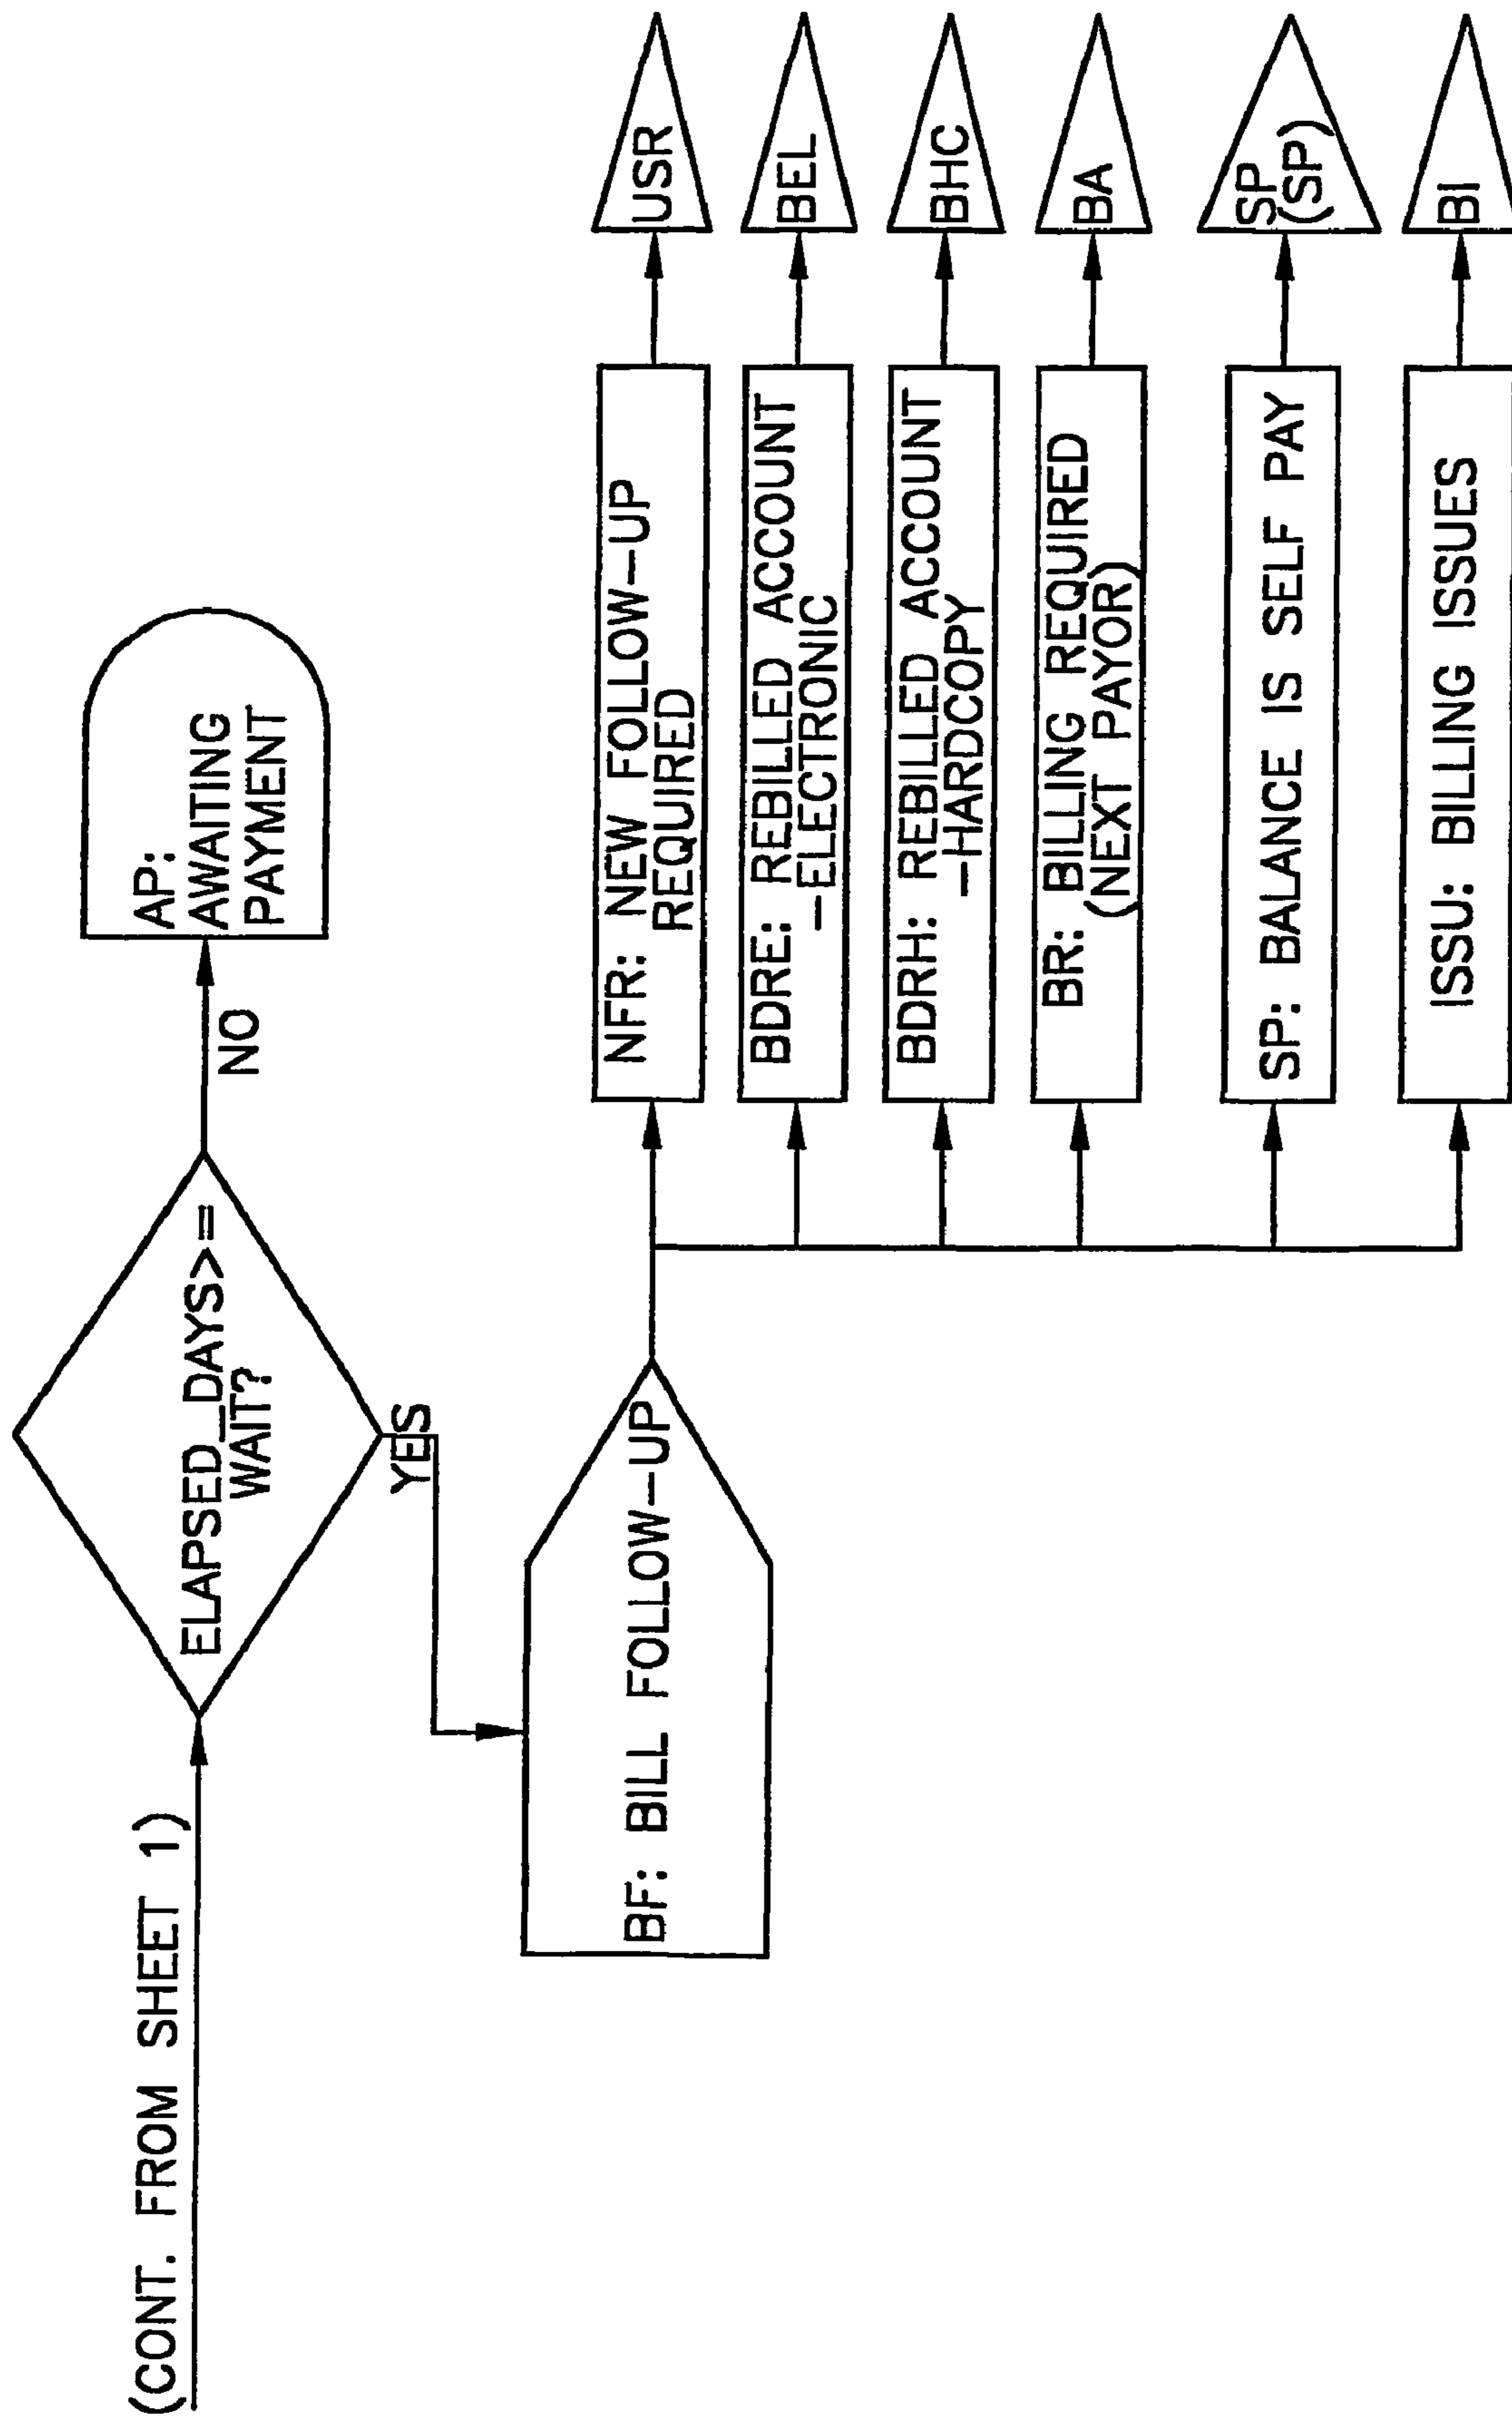 (CONT. FROM SHEET 1)
ELAPSED_DAYS>=
WAIT?
NO
AP:
AWAITING
PAYMENT
YES
BF: BILL FOLLOW-UP
NFR: NEW FOLLOW-UP
REQUIRED
USR
BDRE: REBILLED ACCOUNT
-ELECTRONIC
BEL
BDRH: REBILLED ACCOUNT
-HARDCOPY
BHC
BR: BILLING REQUIRED
(NEXT PAYOR)
BA
SP: BALANCE IS SELF PAY
SP
(SP)
ISSU: BILLING ISSUES
BI